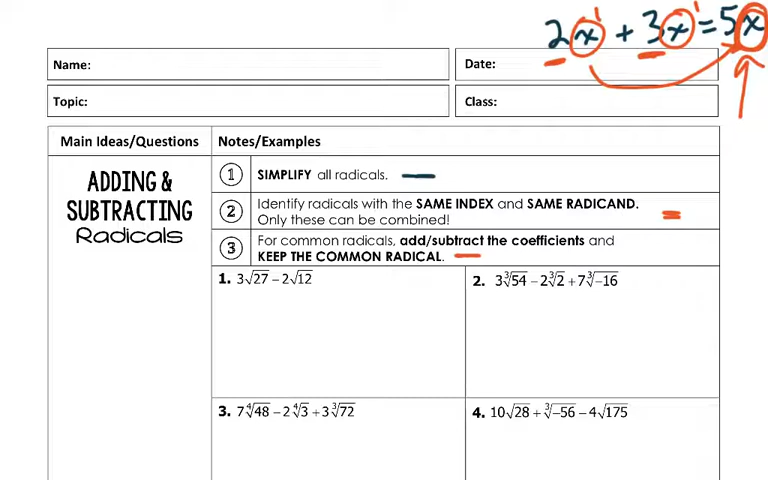 2x¹ + 3x¹ = 5x
Name:
Date:
Topic:
Class:
Main Ideas/Questions
Notes/Examples
ADDING &
SUBTRACTING
Radicals
① SIMPLIFY all radicals.
② Identify radicals with the SAME INDEX and SAME RADICAND.
Only these can be combined!
③ For common radicals, add/subtract the coefficients and
KEEP THE COMMON RADICAL.
1. 3√27 − 2√12
2. 3∛54 − 2∛2 + 7∛−16
3. 7∜48 − 2∜3 + 3∛72
4. 10√28 + ∛−56 − 4√175